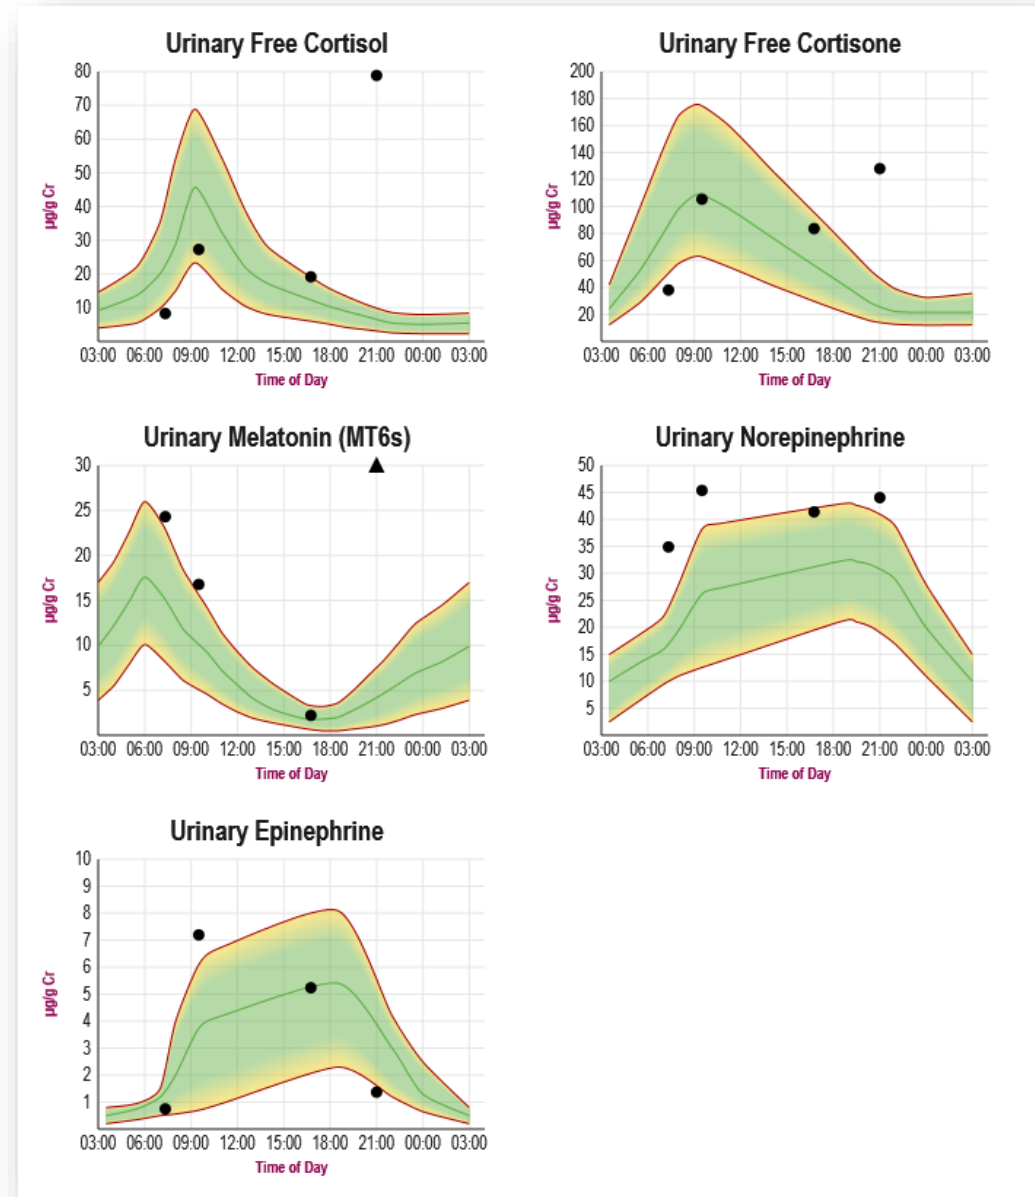 Urinary Free Cortisol
80
70
60
50
40
30
20
10
µg/g Cr
03:00 06:00 09:00 12:00 15:00 18:00 21:00 00:00 03:00
Time of Day
Urinary Free Cortisone
200
180
160
140
120
100
80
60
40
20
µg/g Cr
03:00 06:00 09:00 12:00 15:00 18:00 21:00 00:00 03:00
Time of Day
Urinary Melatonin (MT6s)
30
25
20
15
10
5
µg/g Cr
03:00 06:00 09:00 12:00 15:00 18:00 21:00 00:00 03:00
Time of Day
Urinary Norepinephrine
50
45
40
35
30
25
20
15
10
5
µg/g Cr
03:00 06:00 09:00 12:00 15:00 18:00 21:00 00:00 03:00
Time of Day
Urinary Epinephrine
10
9
8
7
6
5
4
3
2
1
µg/g Cr
03:00 06:00 09:00 12:00 15:00 18:00 21:00 00:00 03:00
Time of Day